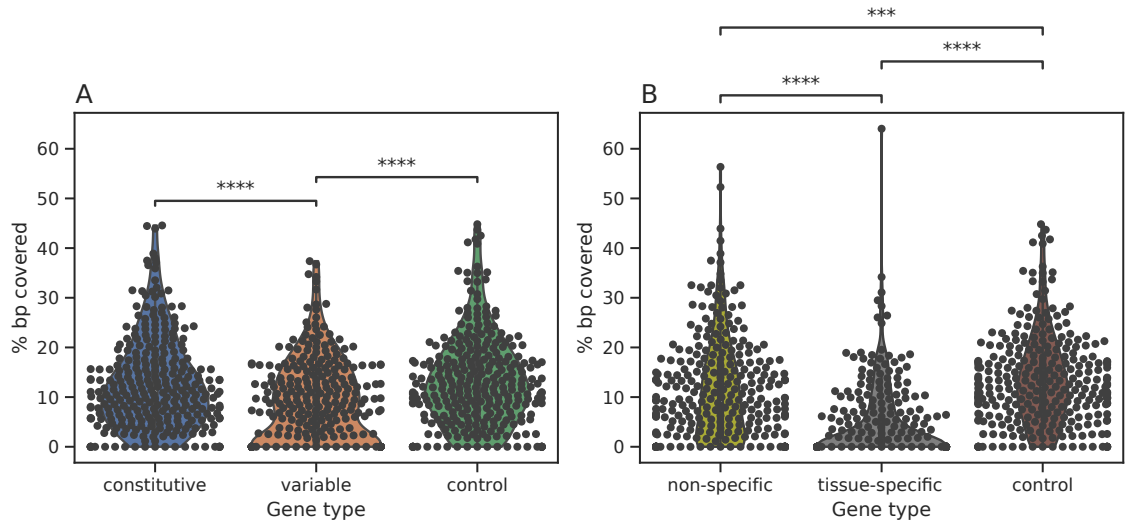 A
% bp covered
60
50
40
30
20
10
0
****
****
constitutive variable control
Gene type
B
% bp covered
60
50
40
30
20
10
0
***
****
****
non-specific tissue-specific control
Gene type